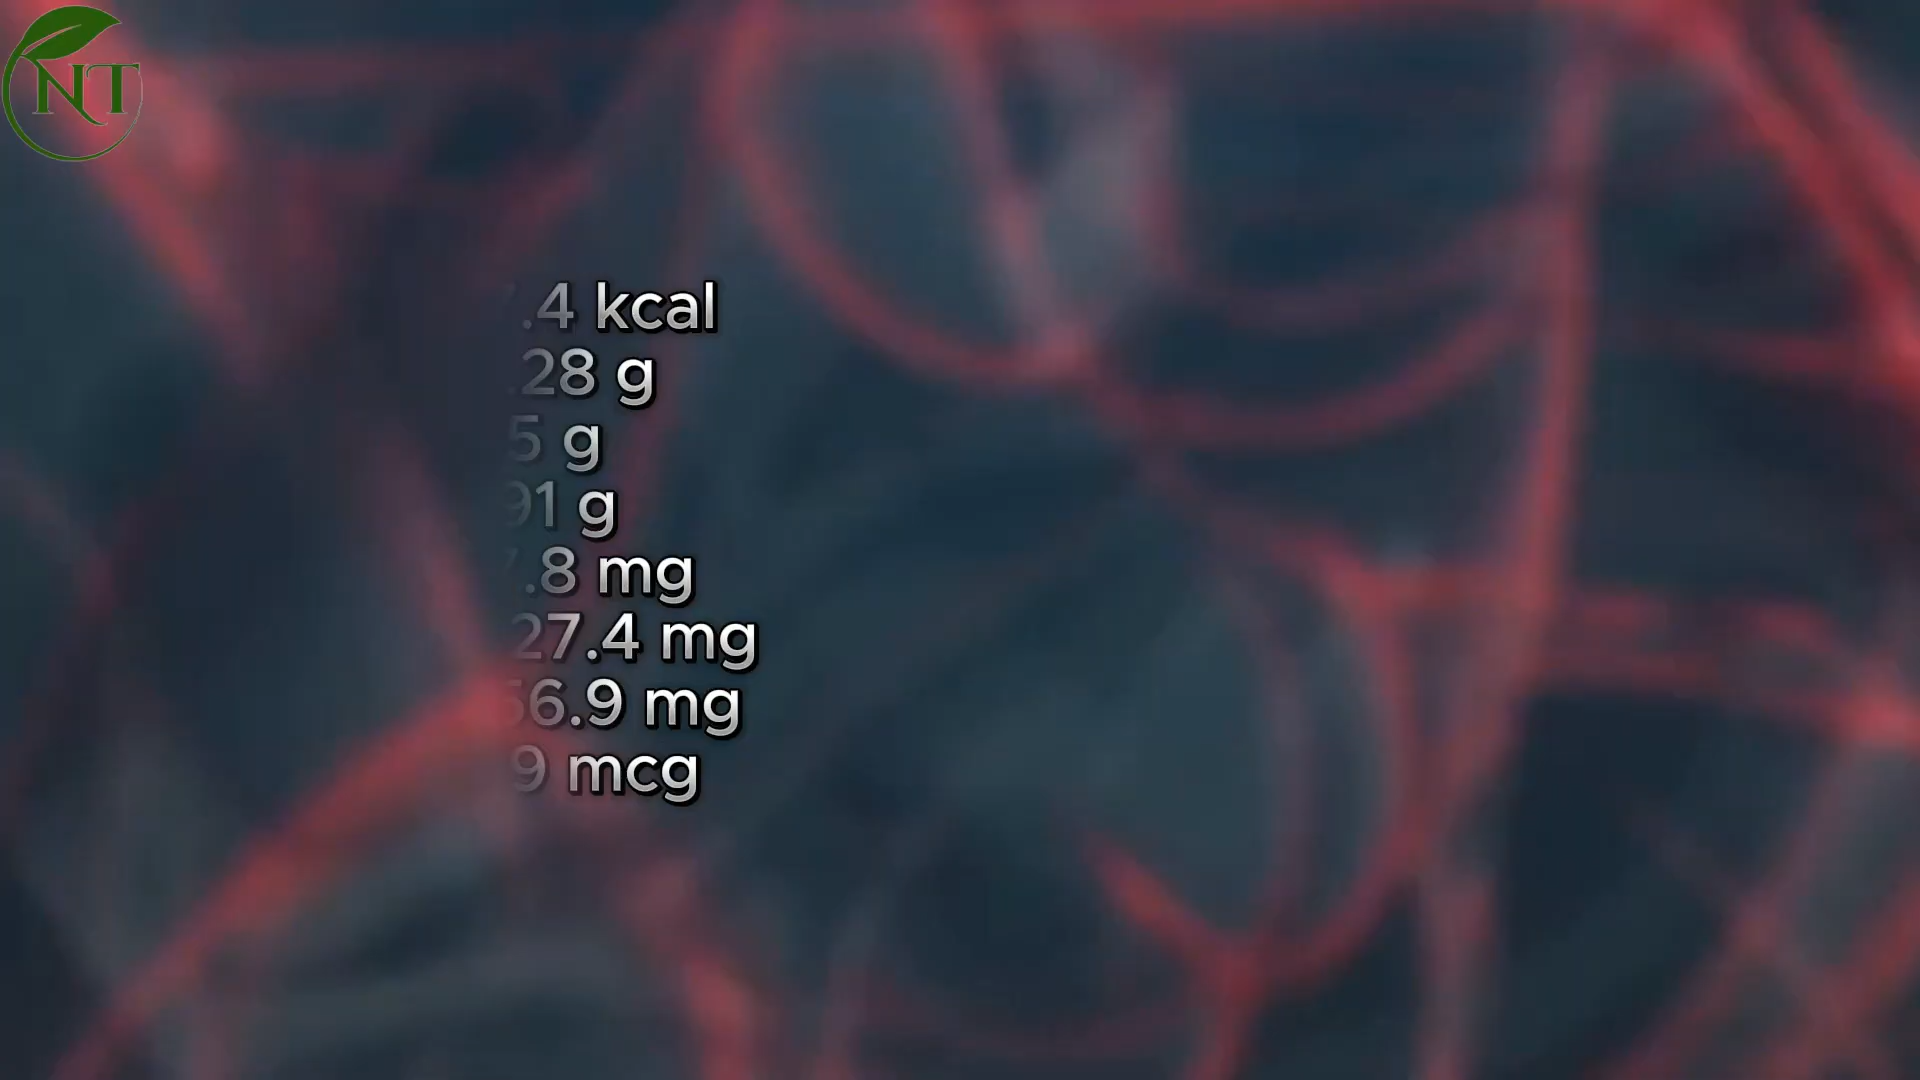 NT
.4 kcal
.28 g
5 g
91 g
.8 mg
27.4 mg
56.9 mg
9 mcg